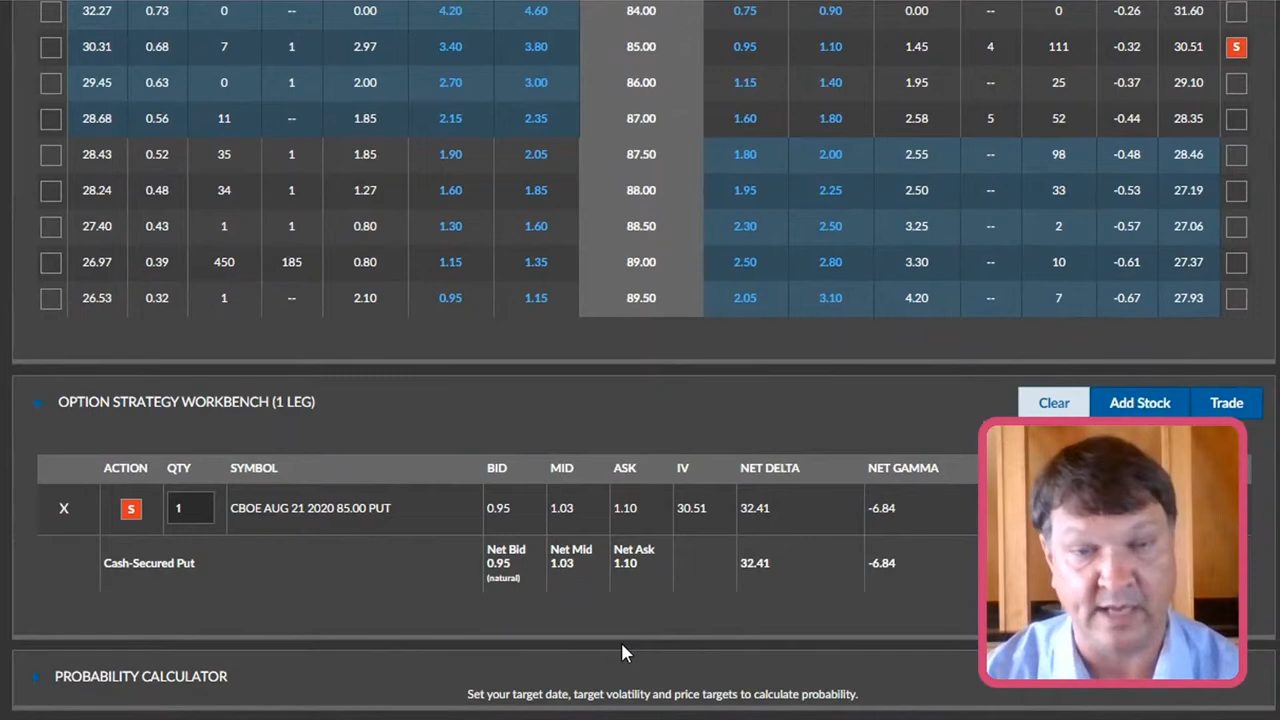 32.27 0.73 0 -- 0.00 4.20 4.60 84.00 0.75 0.90 0.00 -- 0 -0.26 31.60
30.31 0.68 7 1 2.97 3.40 3.80 85.00 0.95 1.10 1.45 4 111 -0.32 30.51 S
29.45 0.63 0 1 2.00 2.70 3.00 86.00 1.15 1.40 1.95 -- 25 -0.37 29.10
28.68 0.56 11 -- 1.85 2.15 2.35 87.00 1.60 1.80 2.58 5 52 -0.44 28.35
28.43 0.52 35 1 1.85 1.90 2.05 87.50 1.80 2.00 2.55 -- 98 -0.48 28.46
28.24 0.48 34 1 1.27 1.60 1.85 88.00 1.95 2.25 2.50 -- 33 -0.53 27.19
27.40 0.43 1 1 0.80 1.30 1.60 88.50 2.30 2.50 3.25 -- 2 -0.57 27.06
26.97 0.39 450 185 0.80 1.15 1.35 89.00 2.50 2.80 3.30 -- 10 -0.61 27.37
26.53 0.32 1 -- 2.10 0.95 1.15 89.50 2.05 3.10 4.20 -- 7 -0.67 27.93
OPTION STRATEGY WORKBENCH (1 LEG) Clear Add Stock Trade
ACTION QTY SYMBOL BID MID ASK IV NET DELTA NET GAMMA
X S 1 CBOE AUG 21 2020 85.00 PUT 0.95 1.03 1.10 30.51 32.41 -6.84
Net Bid Net Mid Net Ask
Cash-Secured Put 0.95 1.03 1.10 32.41 -6.84
(natural)
PROBABILITY CALCULATOR
Set your target date, target volatility and price targets to calculate probability.